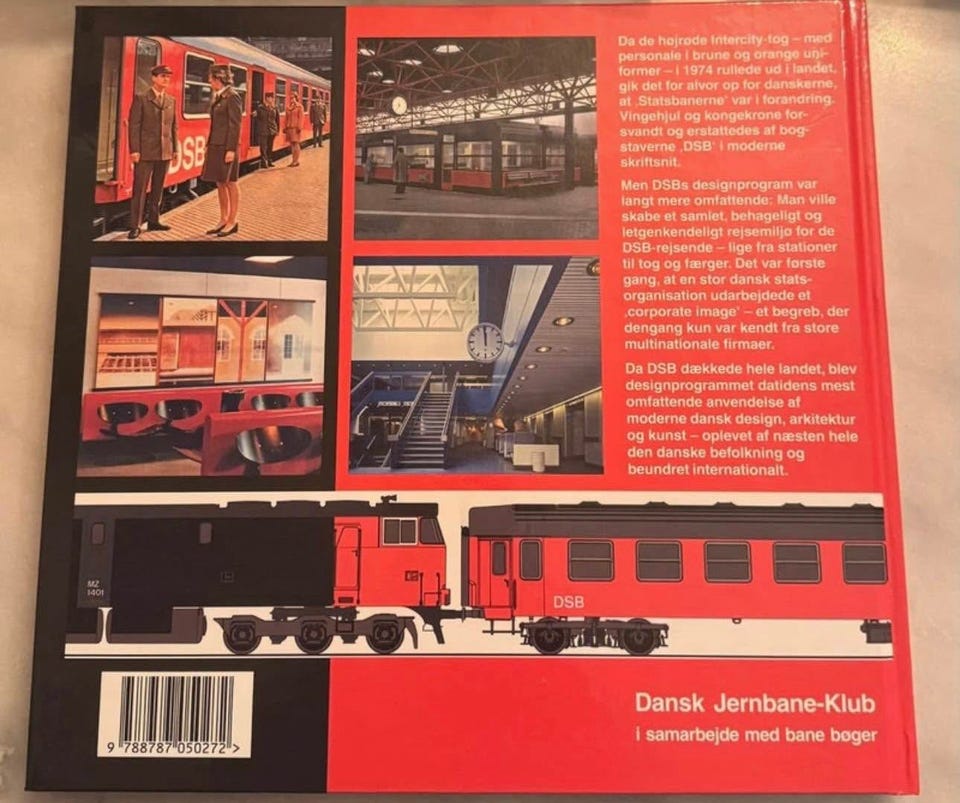 DSB
Da de højrøde Intercity-tog – med
personale i brune og orange uni-
former – i 1974 rullede ud i landet,
gik det for alvor op for danskerne,
at ‚Statsbanerne‘ var i forandring.
Vingehjul og kongekrone for-
svandt og erstattedes af bog-
staverne ‚DSB‘ i moderne
skriftsnit.
Men DSBs designprogram var
langt mere omfattende: Man ville
skabe et samlet, behageligt og
letgenkendeligt rejsemiljø for de
DSB-rejsende – lige fra stationer
til tog og færger. Det var første
gang, at en stor dansk stats-
organisation udarbejdede et
‚corporate image‘ – et begreb, der
dengang kun var kendt fra store
multinationale firmaer.
Da DSB dækkede hele landet, blev
designprogrammet datidens mest
omfattende anvendelse af
moderne dansk design, arkitektur
og kunst – oplevet af næsten hele
den danske befolkning og
beundret internationalt.
MZ
1401
DSB
9 788787 050272 >
Dansk Jernbane-Klub
i samarbejde med bane bøger